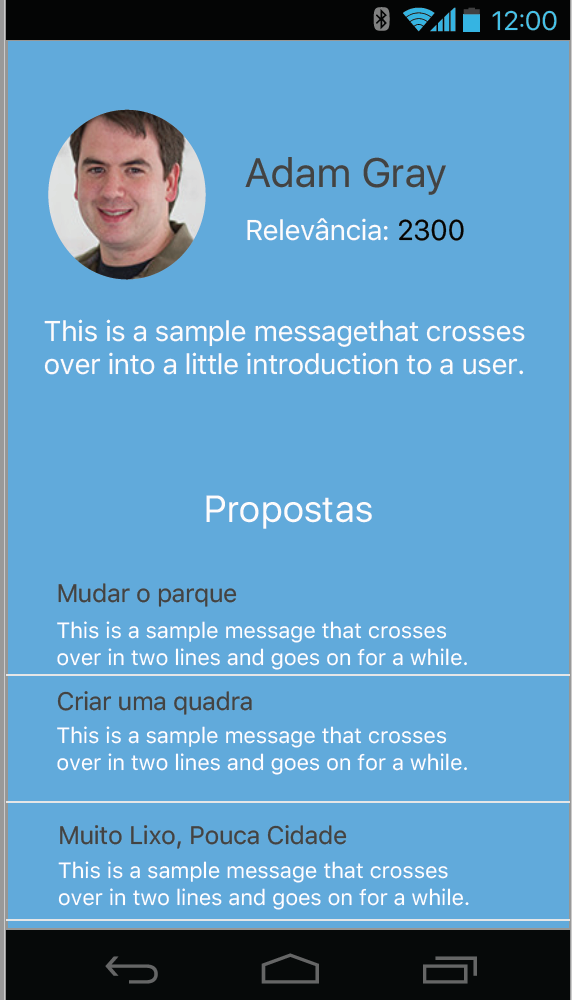 12:00
Adam Gray
Relevância: 2300
This is a sample messagethat crosses
over into a little introduction to a user.
Propostas
Mudar o parque
This is a sample message that crosses
over in two lines and goes on for a while.
Criar uma quadra
This is a sample message that crosses
over in two lines and goes on for a while.
Muito Lixo, Pouca Cidade
This is a sample message that crosses
over in two lines and goes on for a while.